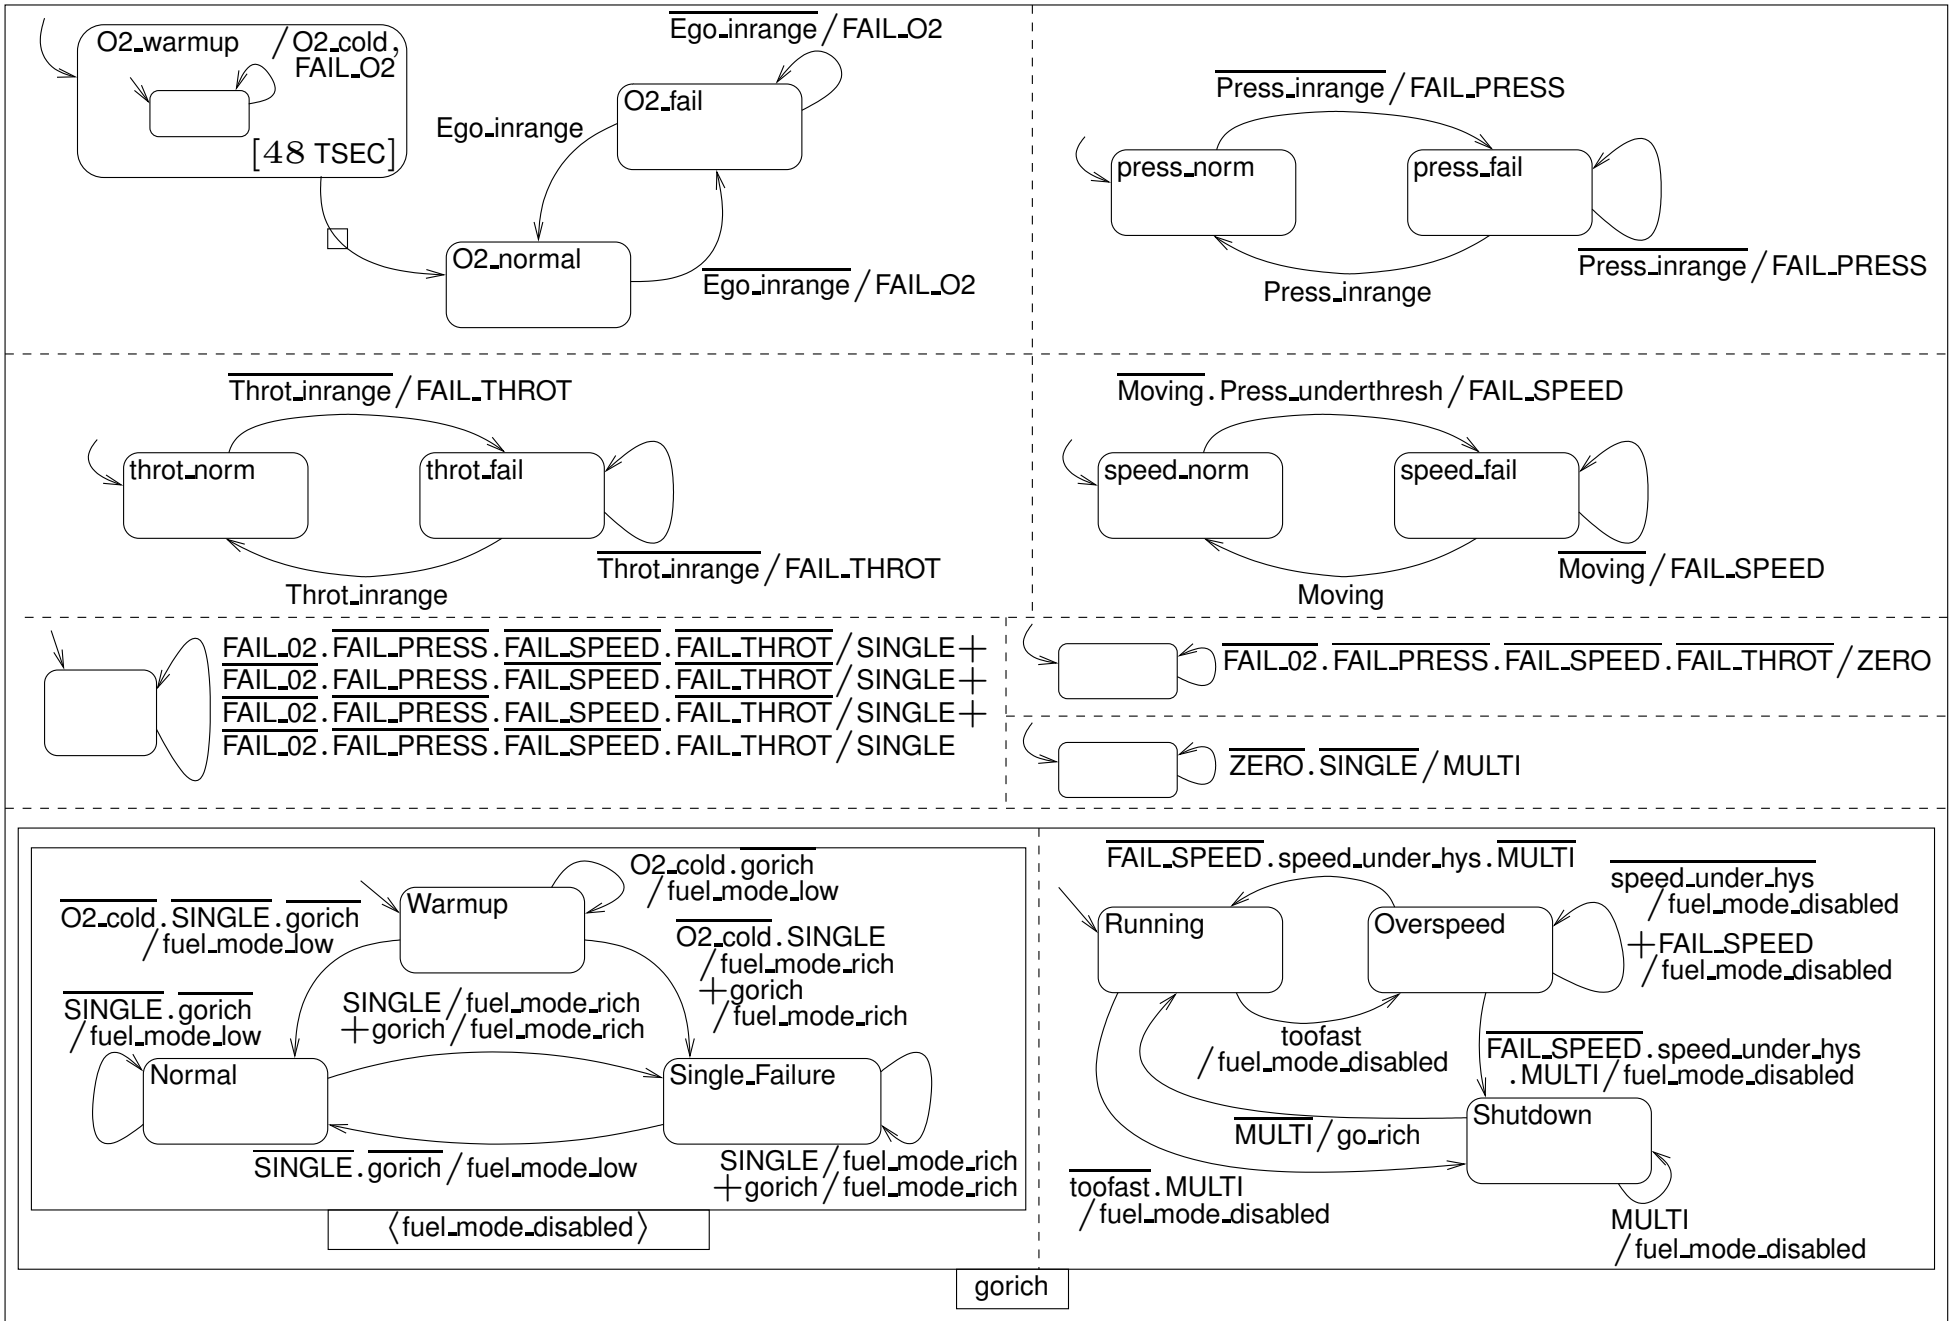 O2_warmup
/ O2_cold,
FAIL_O2
[48 TSEC]
Ego_inrange / FAIL_O2
O2_fail
Ego_inrange
O2_normal
Ego_inrange / FAIL_O2
Press_inrange / FAIL_PRESS
press_norm
press_fail
Press_inrange / FAIL_PRESS
Press_inrange
Throt_inrange / FAIL_THROT
throt_norm
throt_fail
Throt_inrange / FAIL_THROT
Throt_inrange
Moving . Press_underthresh / FAIL_SPEED
speed_norm
speed_fail
Moving / FAIL_SPEED
Moving
FAIL_02 . FAIL_PRESS . FAIL_SPEED . FAIL_THROT / SINGLE +
FAIL_02 . FAIL_PRESS . FAIL_SPEED . FAIL_THROT / SINGLE +
FAIL_02 . FAIL_PRESS . FAIL_SPEED . FAIL_THROT / SINGLE +
FAIL_02 . FAIL_PRESS . FAIL_SPEED . FAIL_THROT / SINGLE
FAIL_02 . FAIL_PRESS . FAIL_SPEED . FAIL_THROT / ZERO
ZERO . SINGLE / MULTI
O2_cold . gorich
/ fuel_mode_low
Warmup
O2_cold . SINGLE . gorich
/ fuel_mode_low
O2_cold . SINGLE
/ fuel_mode_rich
+ gorich
/ fuel_mode_rich
SINGLE . gorich
/ fuel_mode_low
SINGLE / fuel_mode_rich
+ gorich / fuel_mode_rich
Normal
Single_Failure
SINGLE . gorich / fuel_mode_low
SINGLE / fuel_mode_rich
+ gorich / fuel_mode_rich
⟨fuel_mode_disabled⟩
FAIL_SPEED . speed_under_hys . MULTI
Running
Overspeed
speed_under_hys
/ fuel_mode_disabled
+ FAIL_SPEED
/ fuel_mode_disabled
toofast
/ fuel_mode_disabled
FAIL_SPEED . speed_under_hys
. MULTI / fuel_mode_disabled
Shutdown
MULTI / go_rich
toofast . MULTI
/ fuel_mode_disabled
MULTI
/ fuel_mode_disabled
gorich